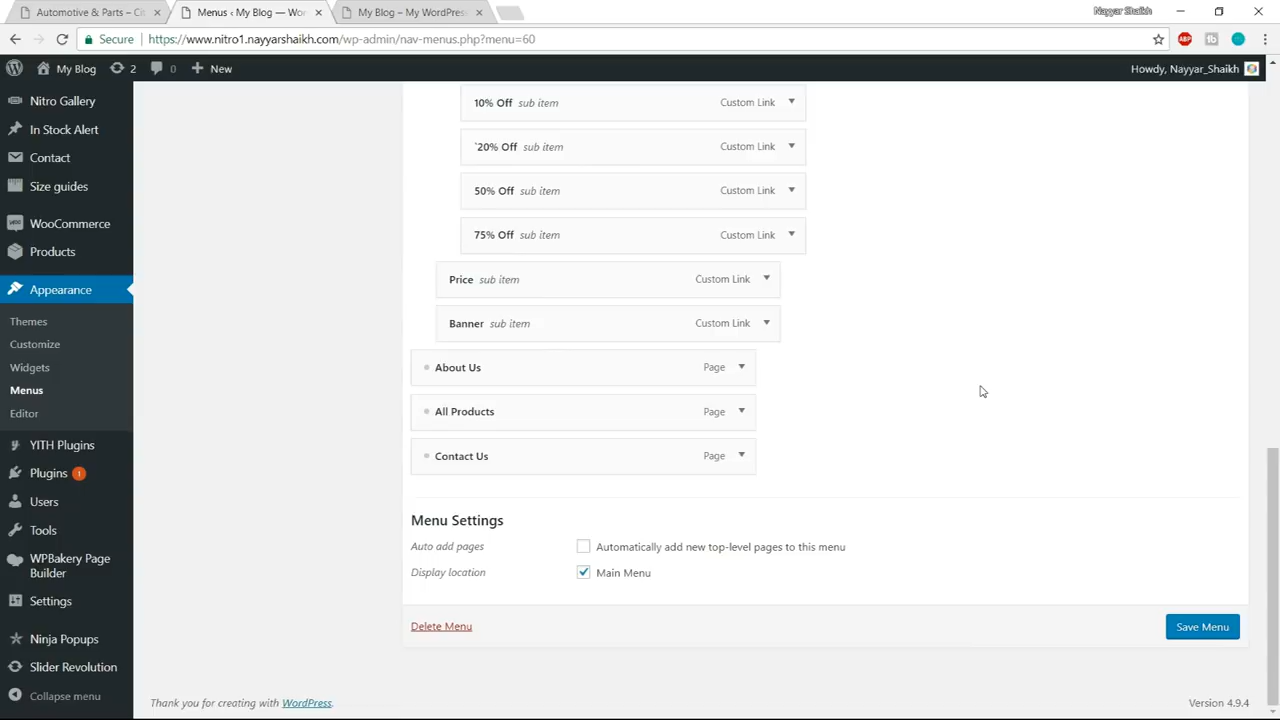 Automotive & Parts – Cit
Menus ‹ My Blog — Wor
My Blog – My WordPres
Nayyar Shaikh
Secure
https://www.nitro1.nayyarshaikh.com/wp-admin/nav-menus.php?menu=60
ABP
My Blog
2
0
New
Howdy, Nayyar_Shaikh
Nitro Gallery
In Stock Alert
Contact
Size guides
WooCommerce
Products
Appearance
Themes
Customize
Widgets
Menus
Editor
YITH Plugins
Plugins 1
Users
Tools
WPBakery Page
Builder
Settings
Ninja Popups
Slider Revolution
Collapse menu
10% Off sub item Custom Link
`20% Off sub item Custom Link
50% Off sub item Custom Link
75% Off sub item Custom Link
Price sub item Custom Link
Banner sub item Custom Link
About Us Page
All Products Page
Contact Us Page
Menu Settings
Auto add pages Automatically add new top-level pages to this menu
Display location Main Menu
Delete Menu
Save Menu
Thank you for creating with WordPress.
Version 4.9.4